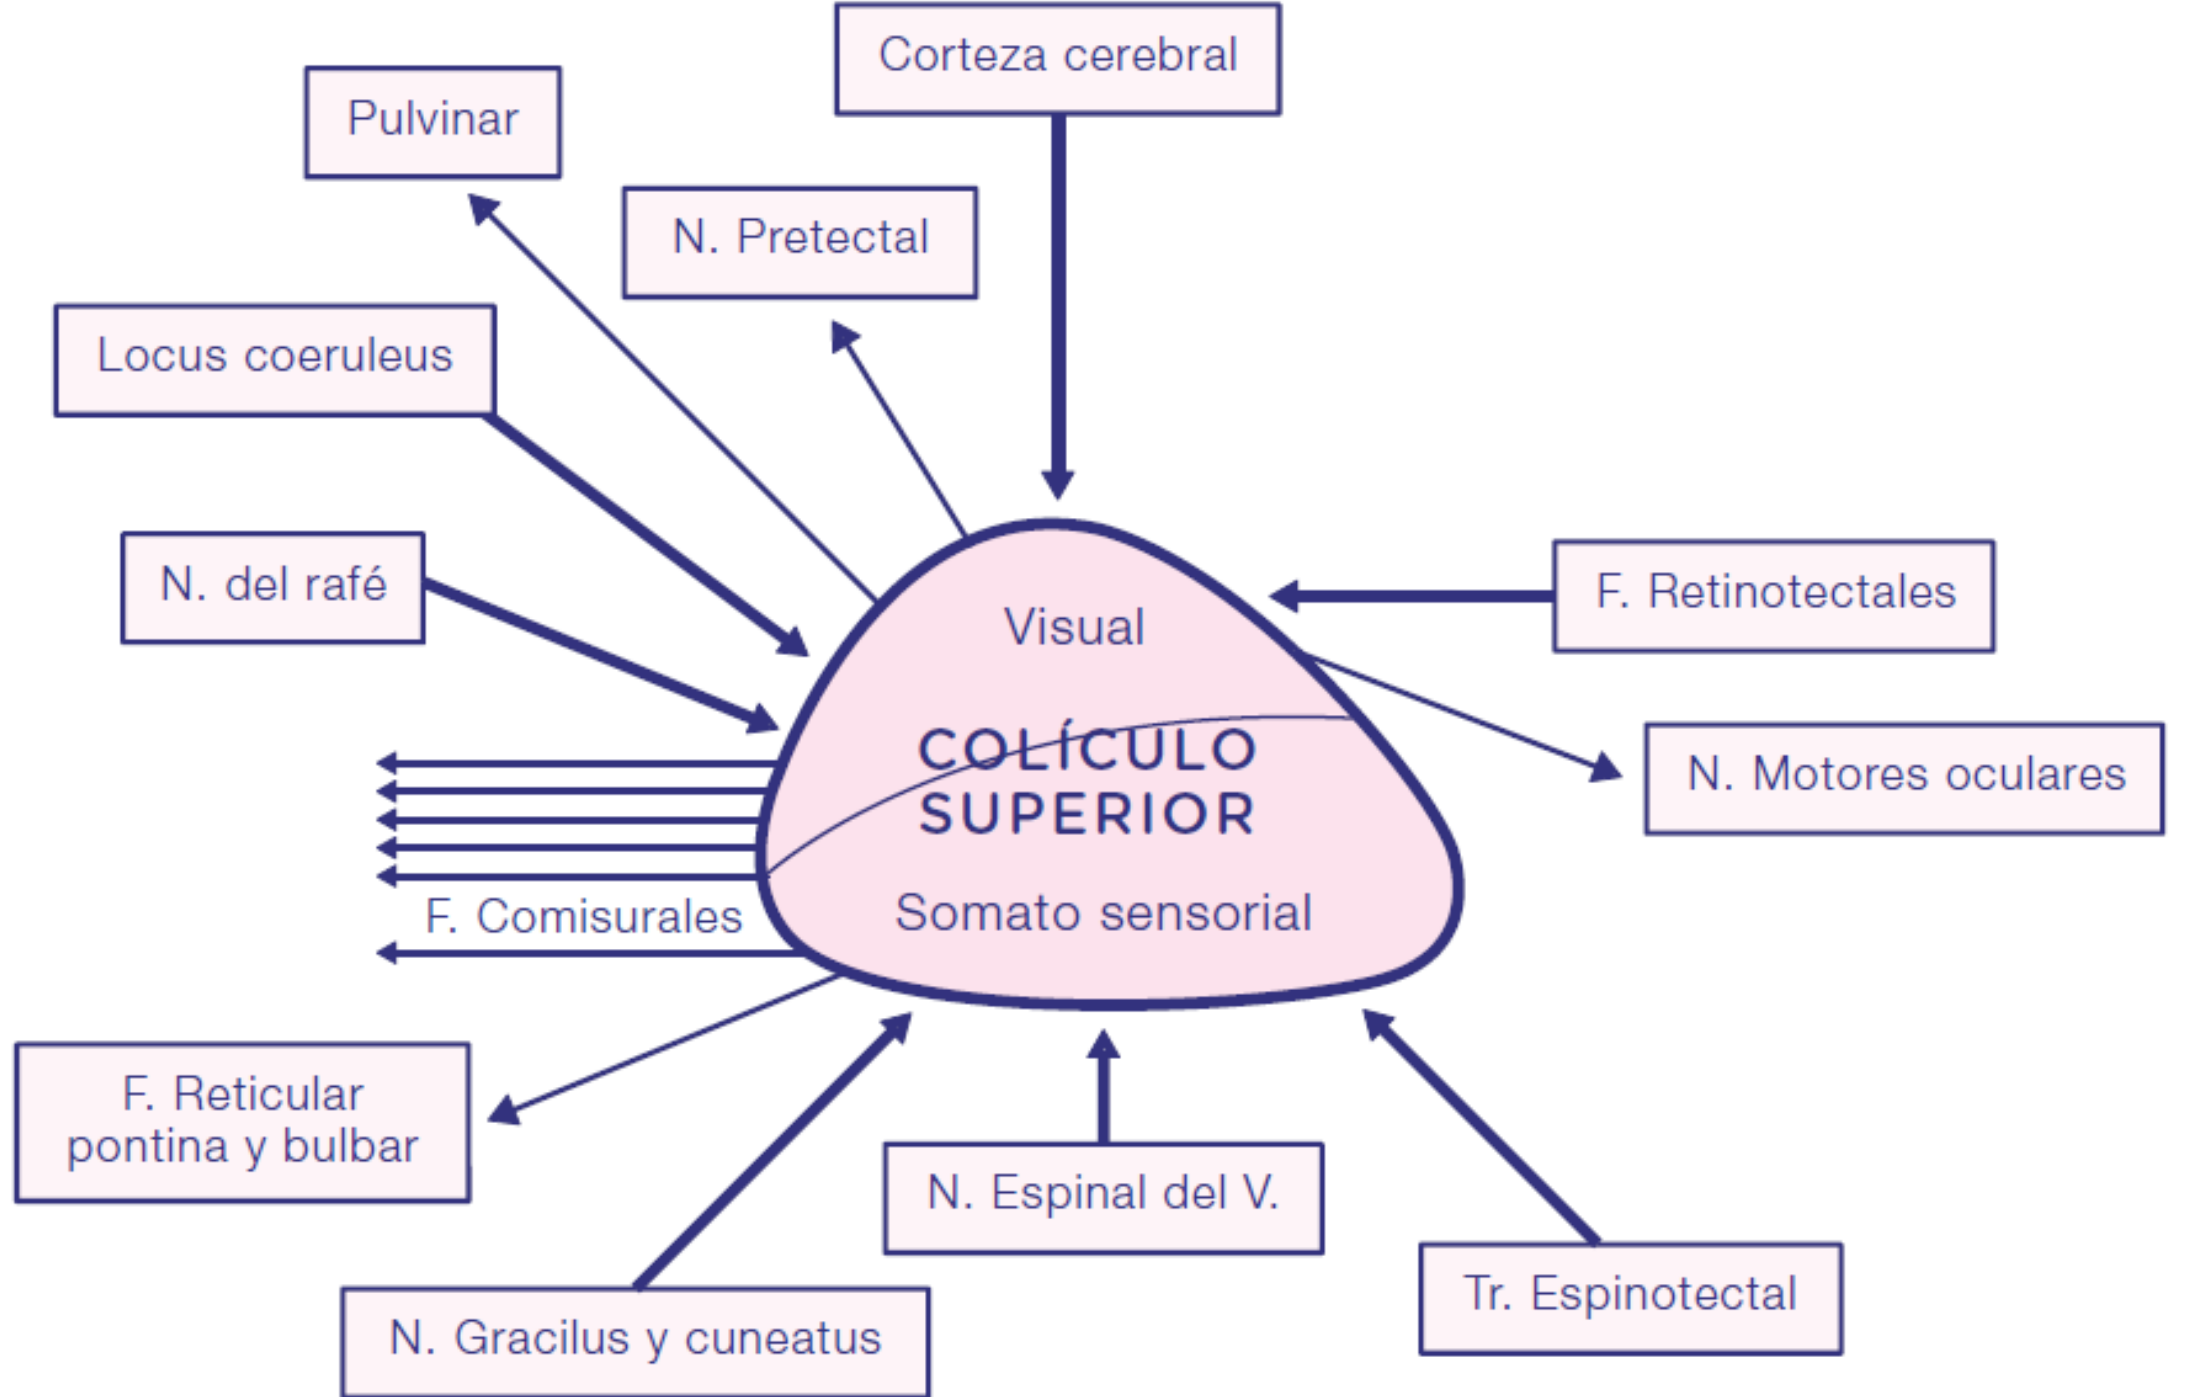 Corteza cerebral
Pulvinar
N. Pretectal
Locus coeruleus
N. del rafé
F. Retinotectales
Visual
COLÍCULO
SUPERIOR
N. Motores oculares
Somato sensorial
F. Comisurales
F. Reticular
pontina y bulbar
N. Espinal del V.
Tr. Espinotectal
N. Gracilus y cuneatus